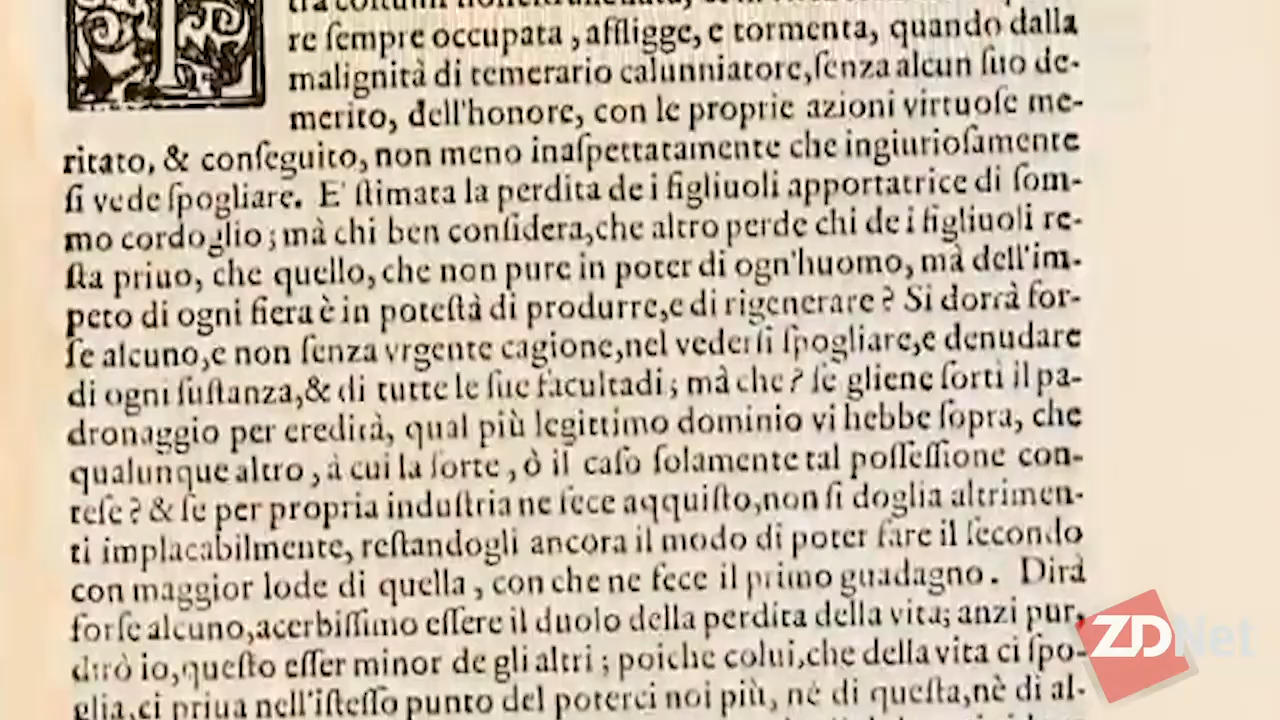 re ſempre occupata, affligge, e tormenta, quando dalla
malignità di temerario calunniatore,ſenza alcun ſuo de-
merito, dell'honore, con le proprie azioni virtuoſe me-
ritato, & conſeguito, non meno inaſpettatamente che ingiurioſamente
ſi vede ſpogliare. E' ſtimata la perdita de i figliuoli apportatrice di ſom-
mo cordoglio; mà chi ben conſidera,che altro perde chi de i figliuoli re-
ſta priuo, che quello, che non pure in poter di ogn'huomo, mà dell'im-
peto di ogni fiera è in poteſtà di produrre,e di rigenerare? Si dorrà for-
ſe alcuno,e non ſenza vrgente cagione,nel vederſi ſpogliare,e denudare
di ogni ſuſtanza,& di tutte le ſue facultadi; mà che? ſe gliene ſortì il pa-
dronaggio per eredità, qual più legittimo dominio vi hebbe ſopra, che
qualunque altro, à cui la ſorte, ò il caſo ſolamente tal poſſeſſione con-
teſe? & ſe per propria induſtria ne fece aqquiſto,non ſi doglia altrimen-
ti implacabilmente, reſtandogli ancora il modo di poter fare il ſecondo
con maggior lode di quella, con che ne fece il primo guadagno. Dirà
forſe alcuno,acerbiſſimo eſſere il duolo della perdita della vita; anzi pur,
dirò io,queſto eſſer minor de gli altri; poiche colui,che della vita ci ſpo-
glia,ci priua nell'iſteſſo punto del poterci noi più, nè di queſta,nè di al-
ZDNet